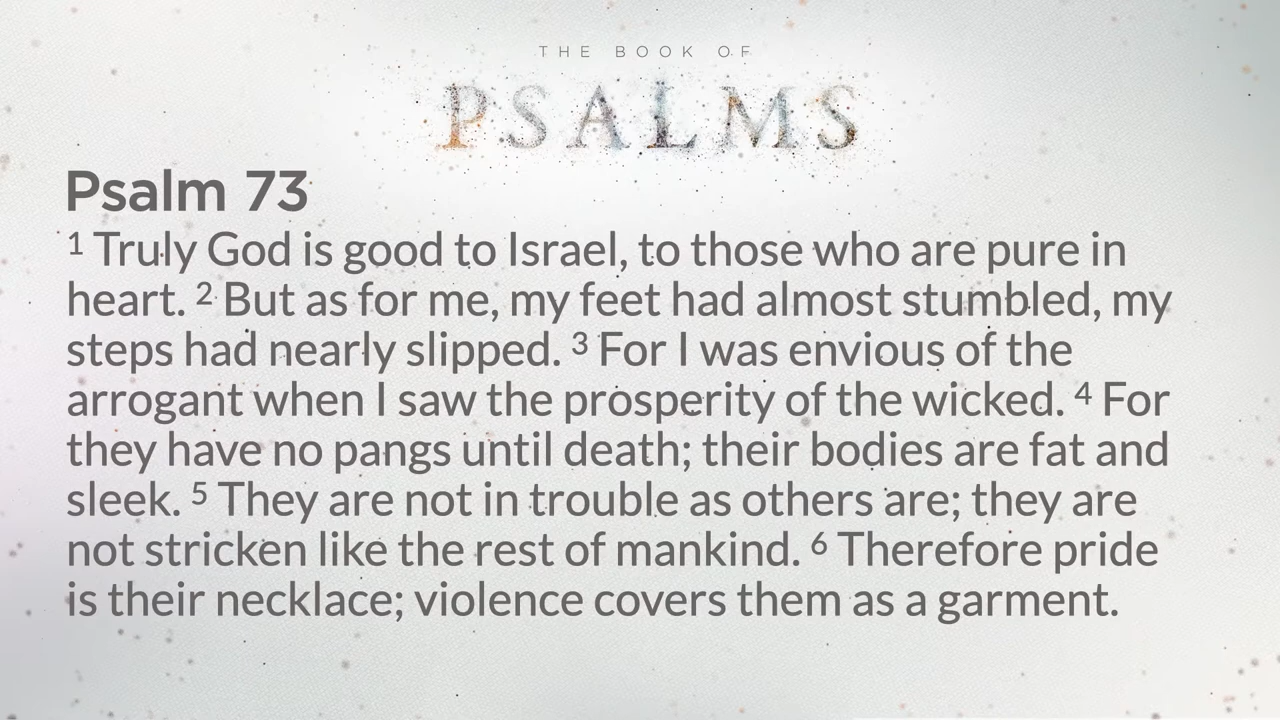 THE BOOK OF
PSALMS
Psalm 73
1 Truly God is good to Israel, to those who are pure in
heart. 2 But as for me, my feet had almost stumbled, my
steps had nearly slipped. 3 For I was envious of the
arrogant when I saw the prosperity of the wicked. 4 For
they have no pangs until death; their bodies are fat and
sleek. 5 They are not in trouble as others are; they are
not stricken like the rest of mankind. 6 Therefore pride
is their necklace; violence covers them as a garment.